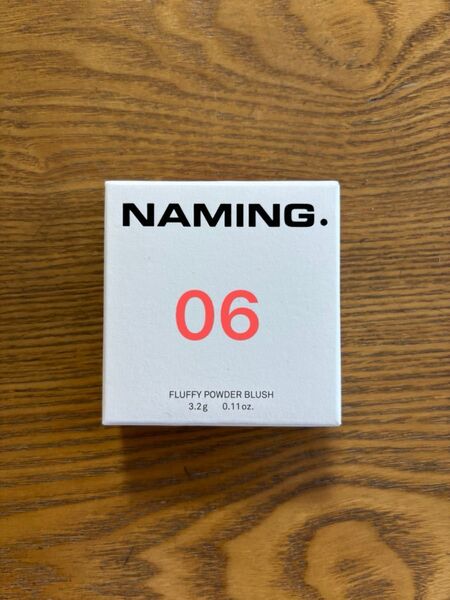 NAMING.
06
FLUFFY POWDER BLUSH
3.2g 0.11oz.